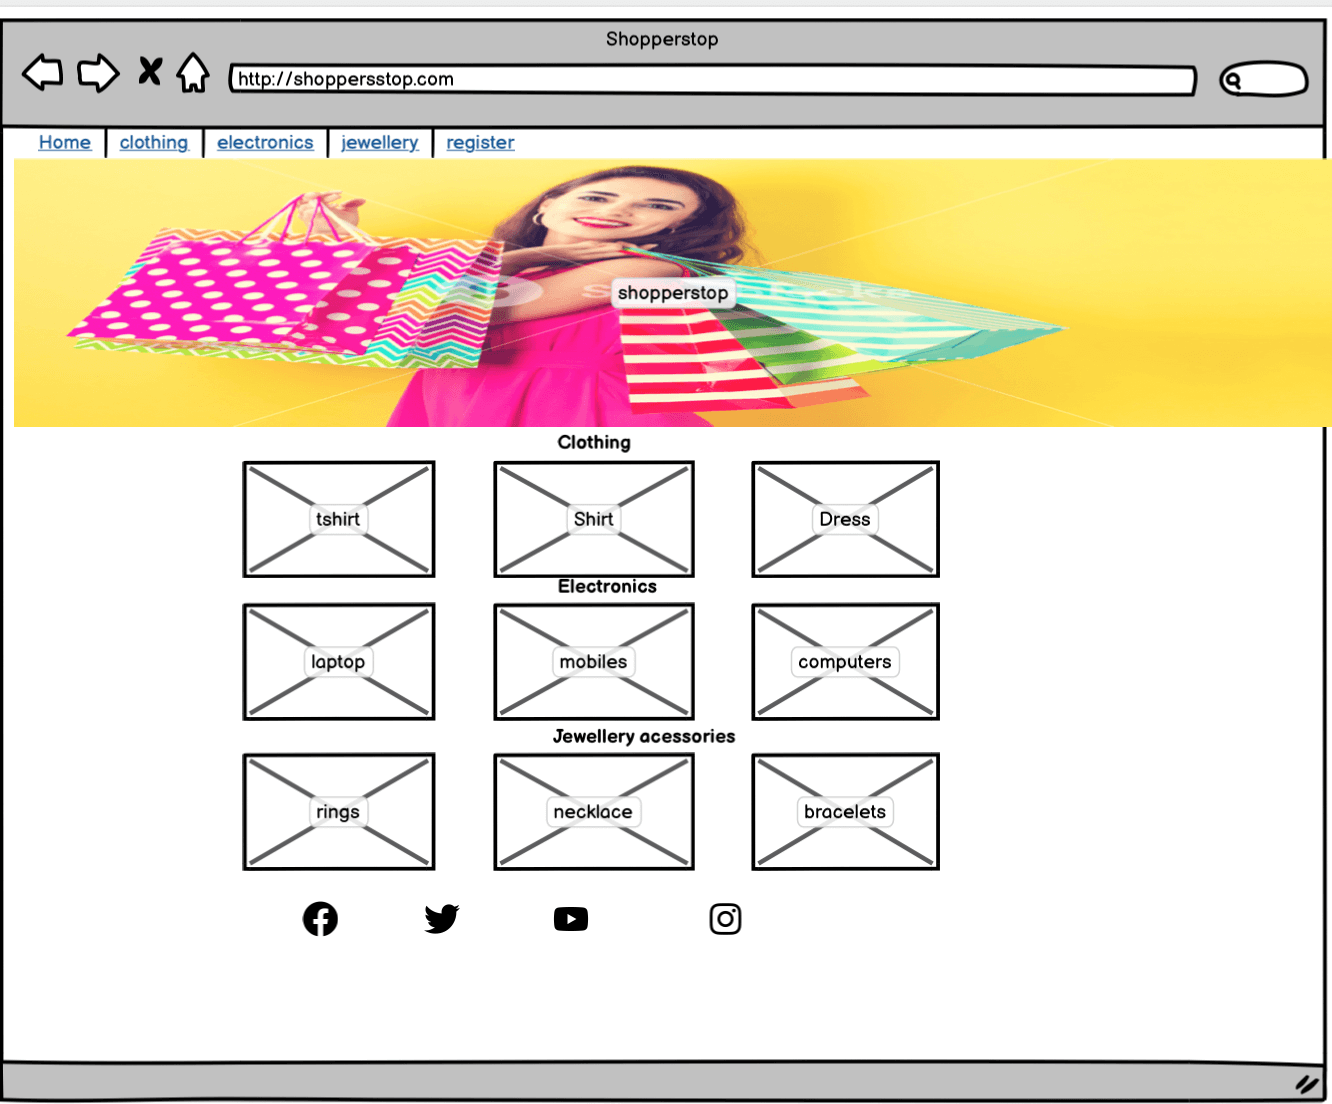 Shopperstop
http://shoppersstop.com
Home clothing electronics jewellery register
shopperstop
Clothing
tshirt Shirt Dress
Electronics
laptop mobiles computers
Jewellery acessories
rings necklace bracelets